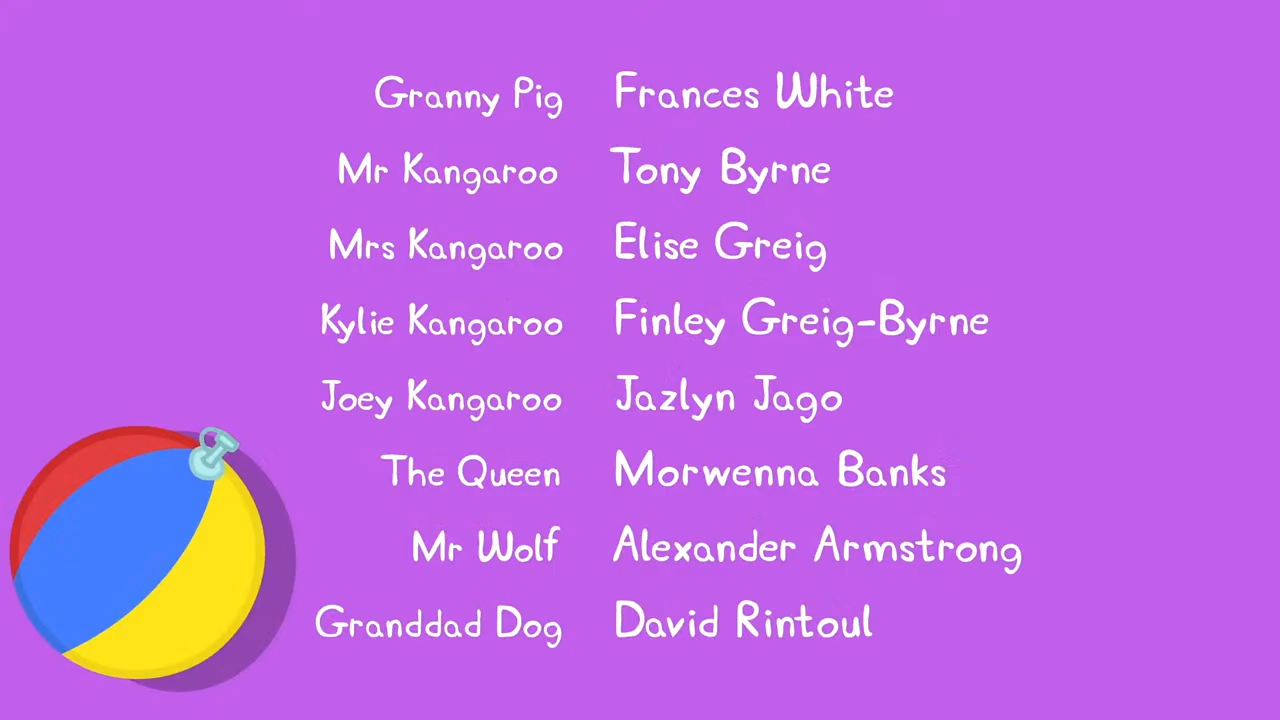 Granny Pig Frances White
Mr Kangaroo Tony Byrne
Mrs Kangaroo Elise Greig
Kylie Kangaroo Finley Greig-Byrne
Joey Kangaroo Jazlyn Jago
The Queen Morwenna Banks
Mr Wolf Alexander Armstrong
Granddad Dog David Rintoul